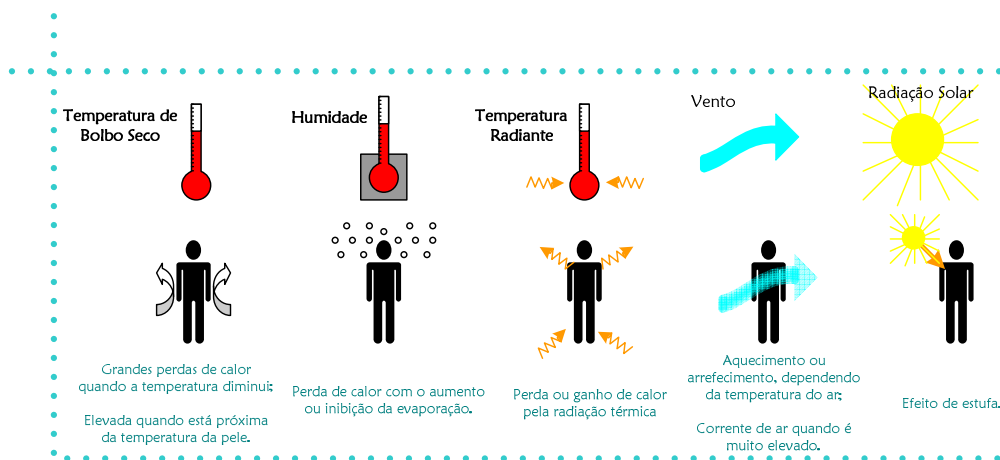 Temperatura de
Bolbo Seco
Humidade
Temperatura
Radiante
Vento
Radiação Solar
Grandes perdas de calor
quando a temperatura diminui;
Elevada quando está próxima
da temperatura da pele.
Perda de calor com o aumento
ou inibição da evaporação.
Perda ou ganho de calor
pela radiação térmica
Aquecimento ou
arrefecimento, dependendo
da temperatura do ar;
Corrente de ar quando é
muito elevado.
Efeito de estufa.